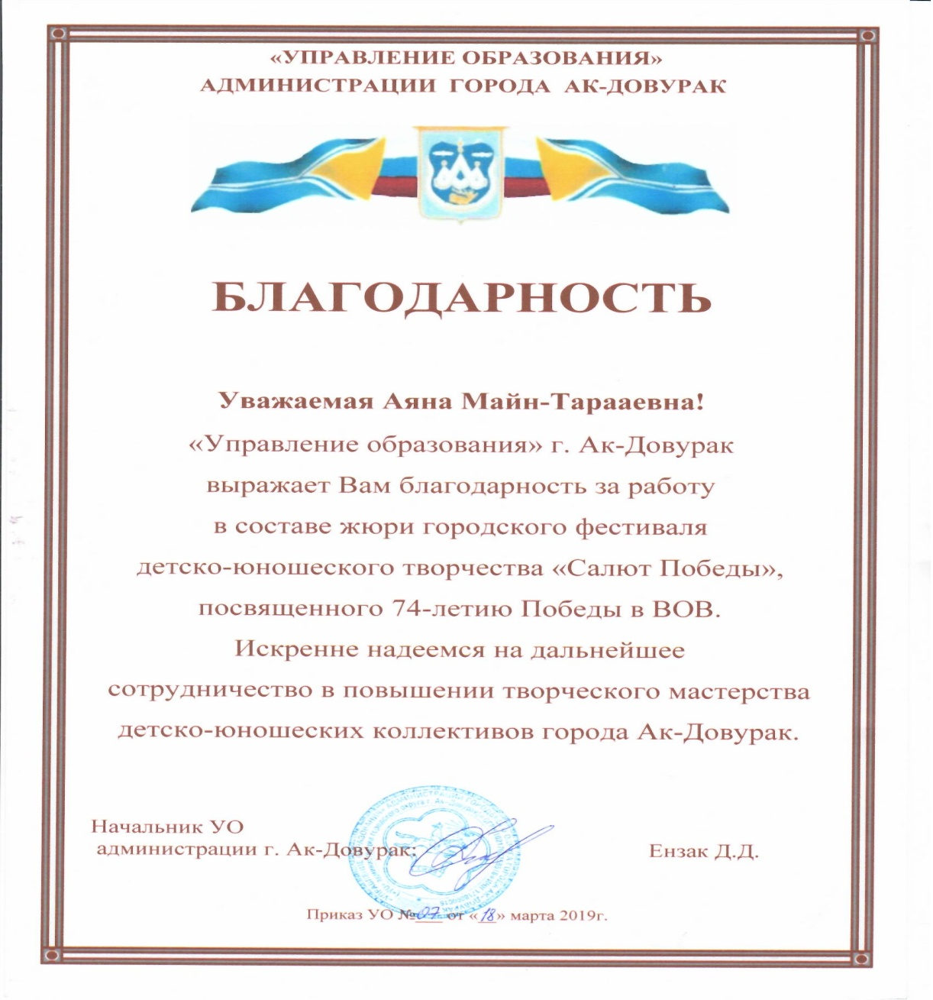 «УПРАВЛЕНИЕ ОБРАЗОВАНИЯ»
АДМИНИСТРАЦИИ ГОРОДА АК-ДОВУРАК
БЛАГОДАРНОСТЬ
Уважаемая Аяна Майн-Тарааевна!
«Управление образования» г. Ак-Довурак
выражает Вам благодарность за работу
в составе жюри городского фестиваля
детско-юношеского творчества «Салют Победы»,
посвященного 74-летию Победы в ВОВ.
Искренне надеемся на дальнейшее
сотрудничество в повышении творческого мастерства
детско-юношеских коллективов города Ак-Довурак.
Начальник УО
администрации г. Ак-Довурак:
Ензак Д.Д.
Приказ УО №07 от «18» марта 2019г.